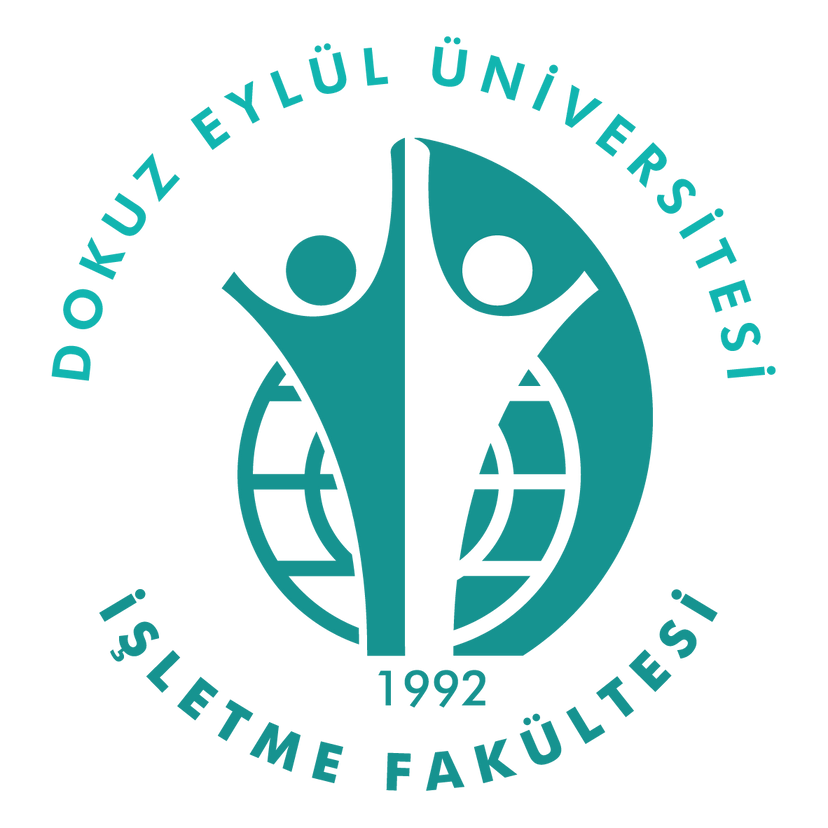 DOKUZ EYLÜL ÜNİVERSİTESİ
1992
İŞLETME FAKÜLTESİ